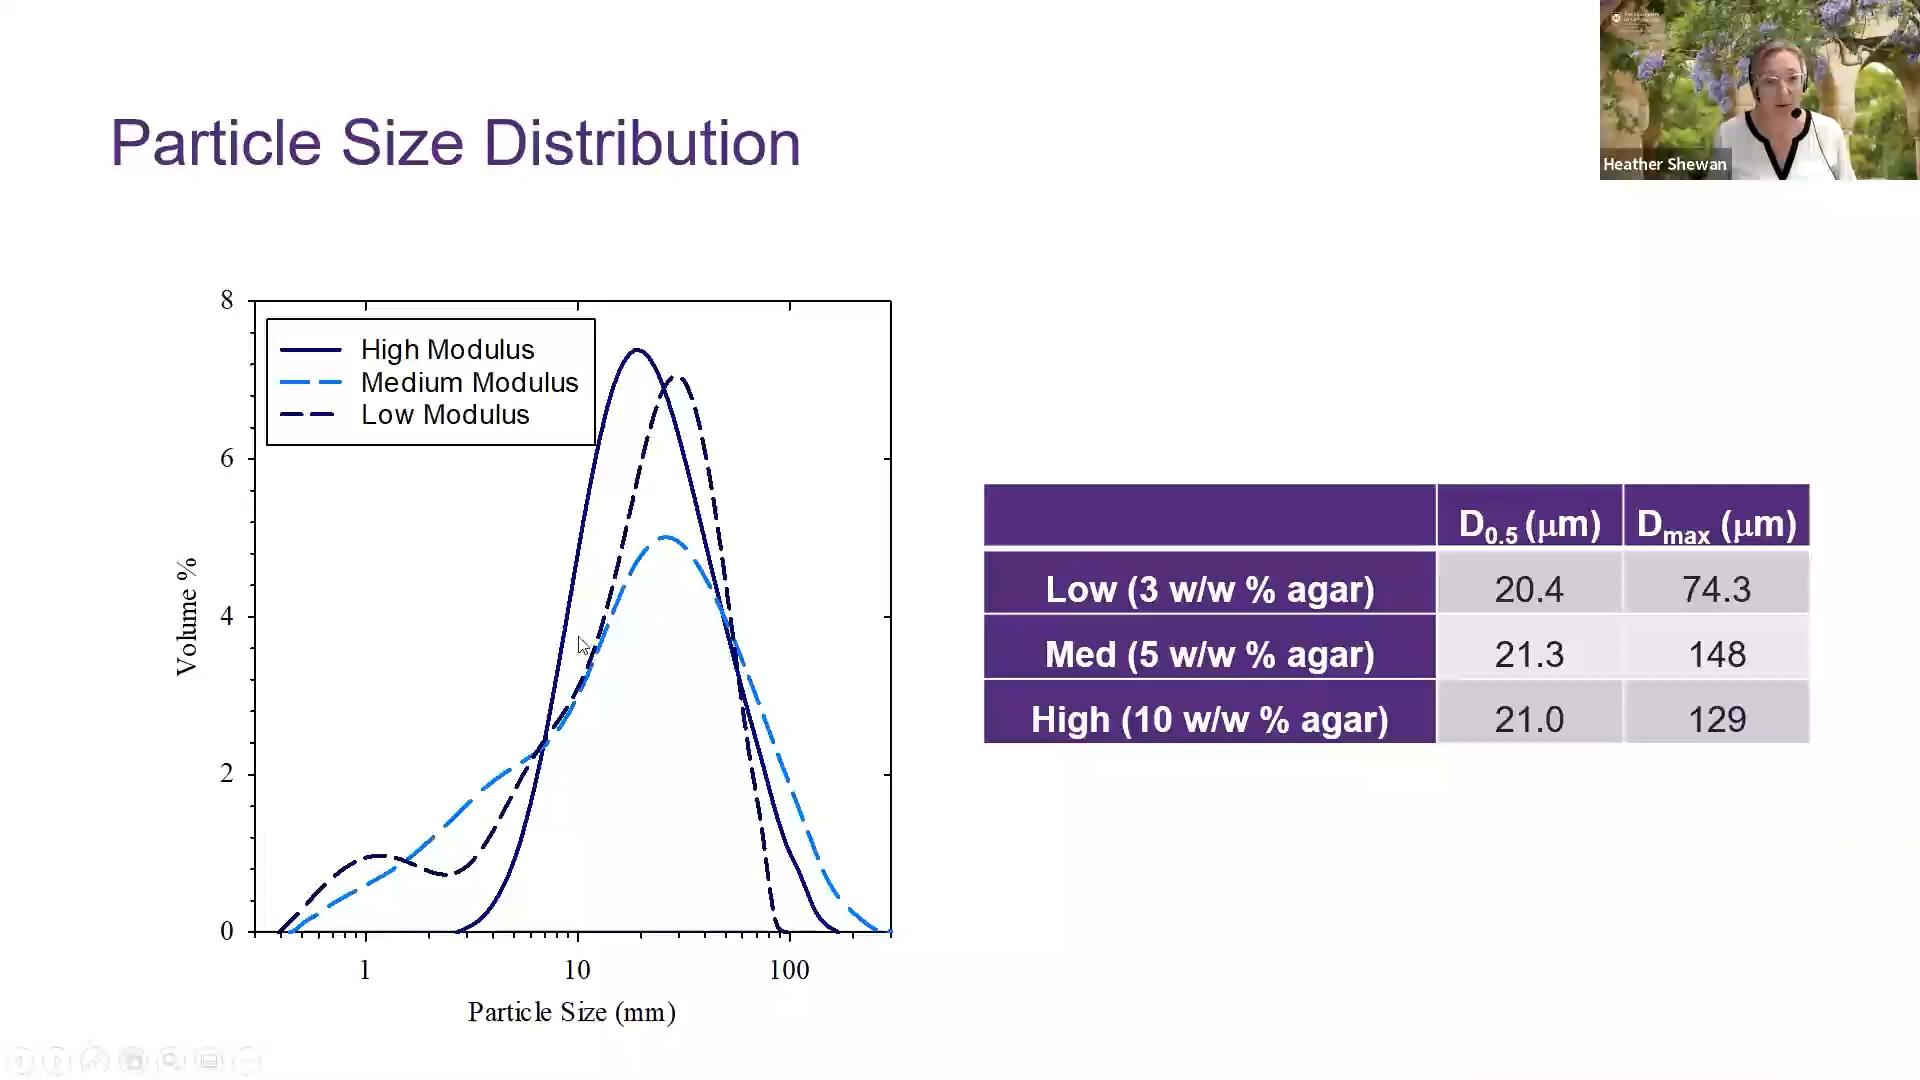 Particle Size Distribution
Heather Shewan
8
6
4
2
0
Volume %
High Modulus
Medium Modulus
Low Modulus
1 10 100
Particle Size (mm)
D0.5 (μm) Dmax (μm)
Low (3 w/w % agar) 20.4 74.3
Med (5 w/w % agar) 21.3 148
High (10 w/w % agar) 21.0 129